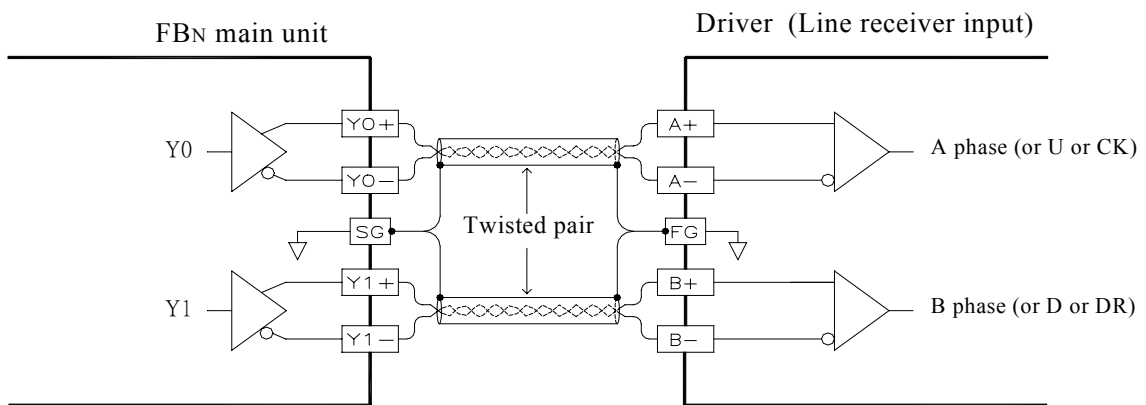 FBN main unit
Driver (Line receiver input)
Y0
Y0+
Y0-
A+
A-
A phase (or U or CK)
SG
Twisted pair
FG
Y1
Y1+
Y1-
B+
B-
B phase (or D or DR)